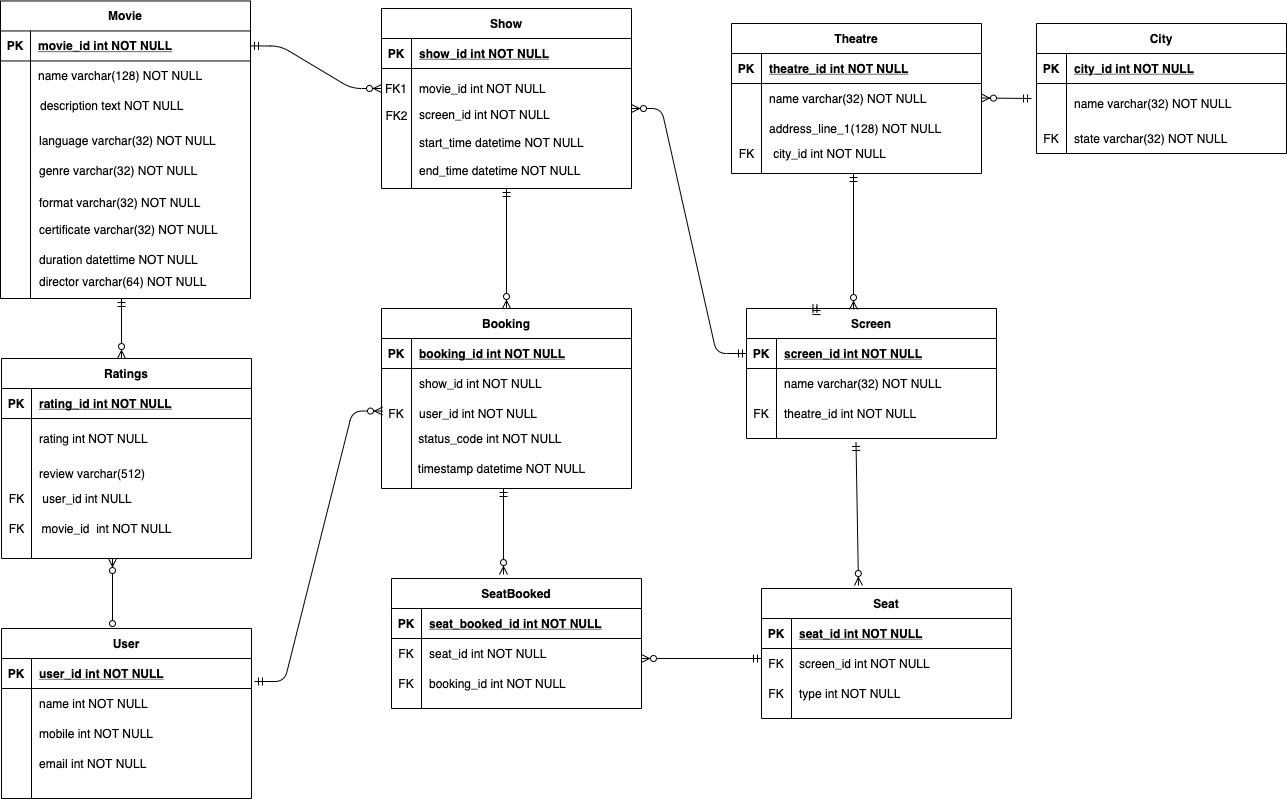 Movie
PK movie_id int NOT NULL
name varchar(128) NOT NULL
description text NOT NULL
language varchar(32) NOT NULL
genre varchar(32) NOT NULL
format varchar(32) NOT NULL
certificate varchar(32) NOT NULL
duration datettime NOT NULL
director varchar(64) NOT NULL
Show
PK show_id int NOT NULL
FK1 movie_id int NOT NULL
FK2 screen_id int NOT NULL
start_time datetime NOT NULL
end_time datetime NOT NULL
Theatre
PK theatre_id int NOT NULL
name varchar(32) NOT NULL
address_line_1(128) NOT NULL
FK city_id int NOT NULL
City
PK city_id int NOT NULL
name varchar(32) NOT NULL
FK state varchar(32) NOT NULL
Ratings
PK rating_id int NOT NULL
rating int NOT NULL
review varchar(512)
FK user_id int NULL
FK movie_id int NOT NULL
Booking
PK booking_id int NOT NULL
show_id int NOT NULL
FK user_id int NOT NULL
status_code int NOT NULL
timestamp datetime NOT NULL
Screen
PK screen_id int NOT NULL
name varchar(32) NOT NULL
FK theatre_id int NOT NULL
User
PK user_id int NOT NULL
name int NOT NULL
mobile int NOT NULL
email int NOT NULL
SeatBooked
PK seat_booked_id int NOT NULL
FK seat_id int NOT NULL
FK booking_id int NOT NULL
Seat
PK seat_id int NOT NULL
FK screen_id int NOT NULL
FK type int NOT NULL